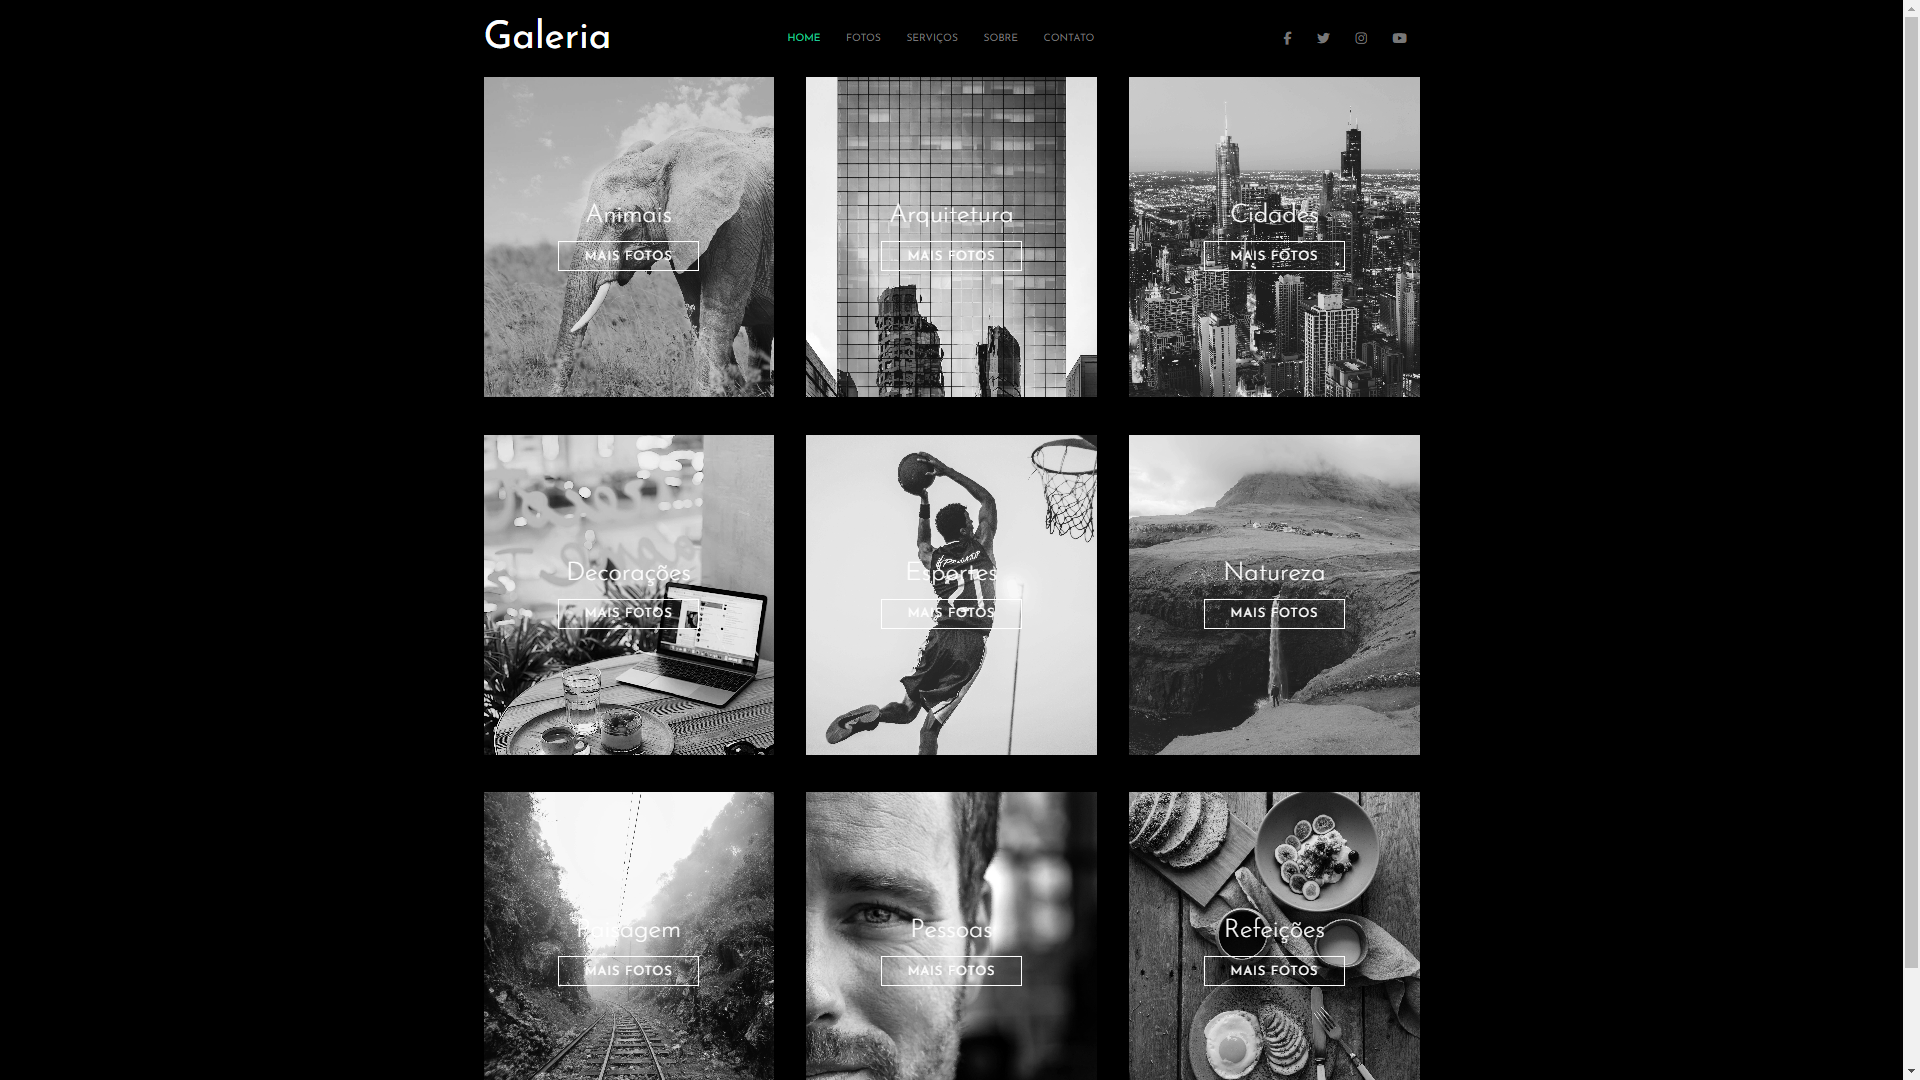 Galeria
HOME FOTOS SERVIÇOS SOBRE CONTATO
Animais
MAIS FOTOS
Arquitetura
MAIS FOTOS
Cidades
MAIS FOTOS
Decorações
MAIS FOTOS
Esportes
21
MAIS FOTOS
Natureza
MAIS FOTOS
Paisagem
MAIS FOTOS
Pessoas
MAIS FOTOS
Refeições
MAIS FOTOS